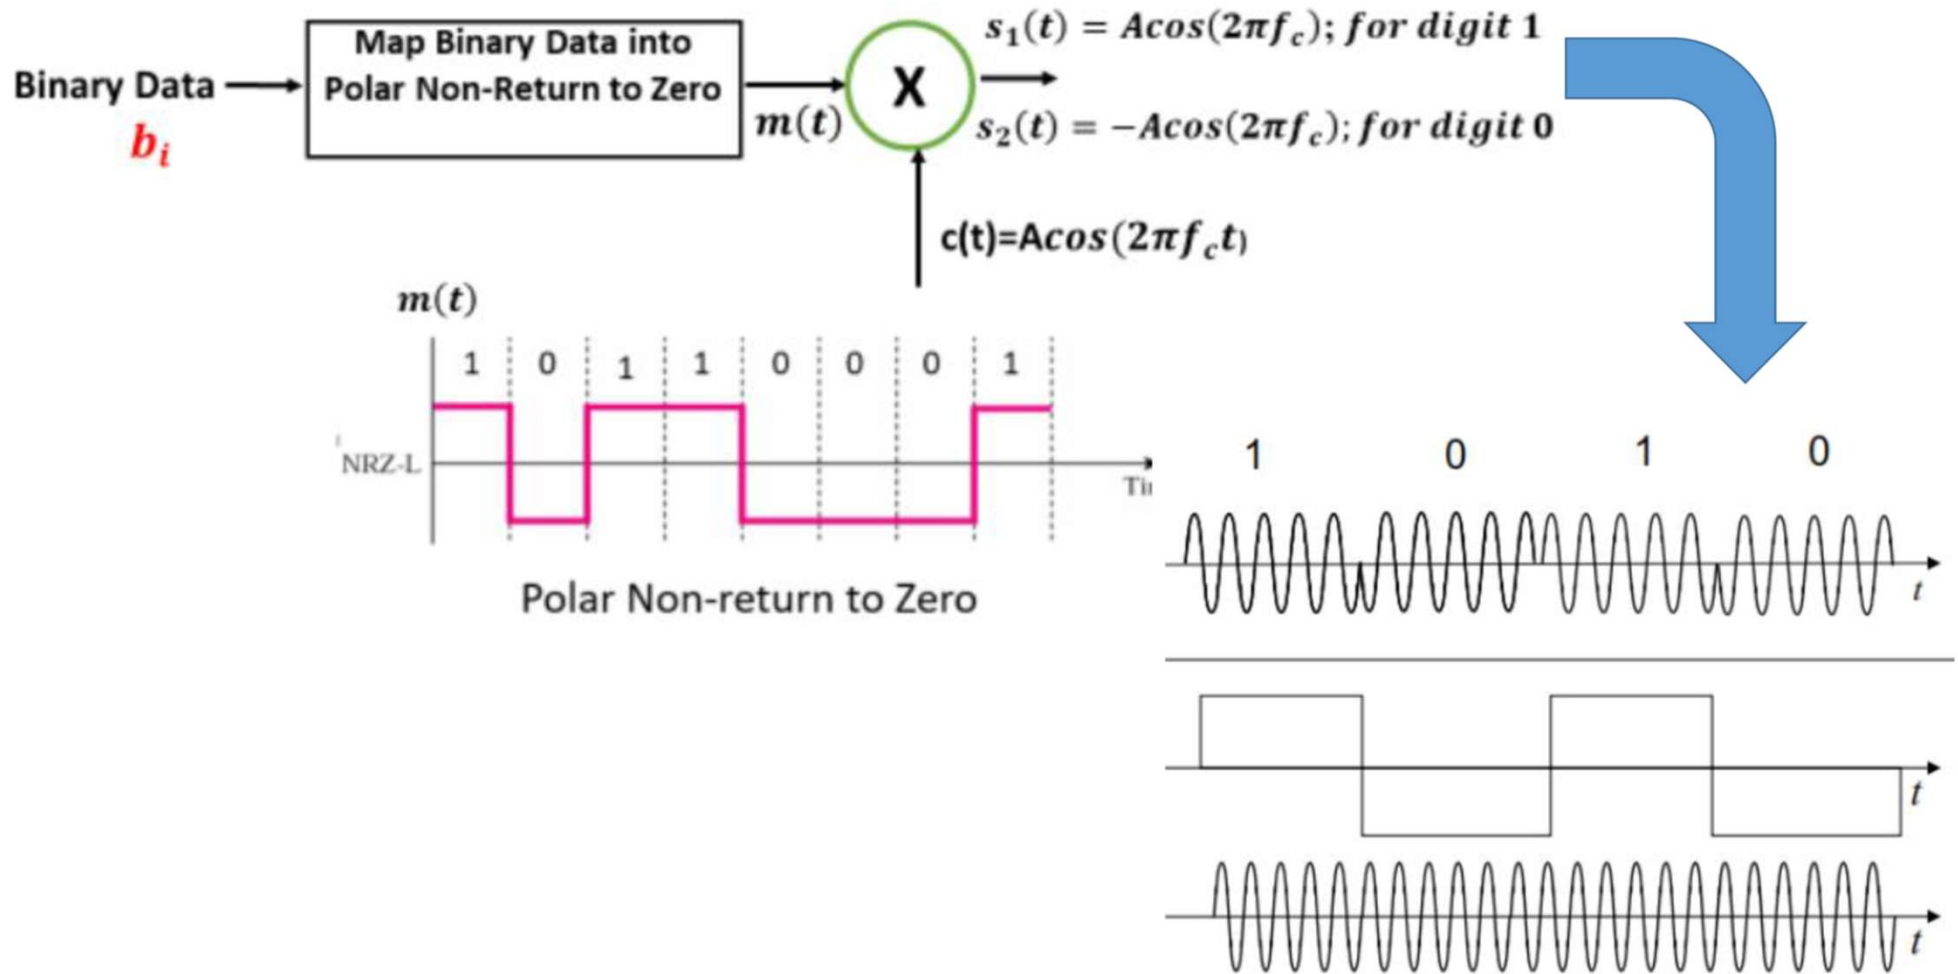 Map Binary Data into
Polar Non-Return to Zero
Binary Data
b_i
m(t)
X
s_1(t) = Acos(2πf_c); for digit 1
s_2(t) = −Acos(2πf_c); for digit 0
c(t)=Acos(2πf_c t)
m(t)
1 0 1 1 0 0 0 1
NRZ-L
Ti
Polar Non-return to Zero
1 0 1 0
t
t
t